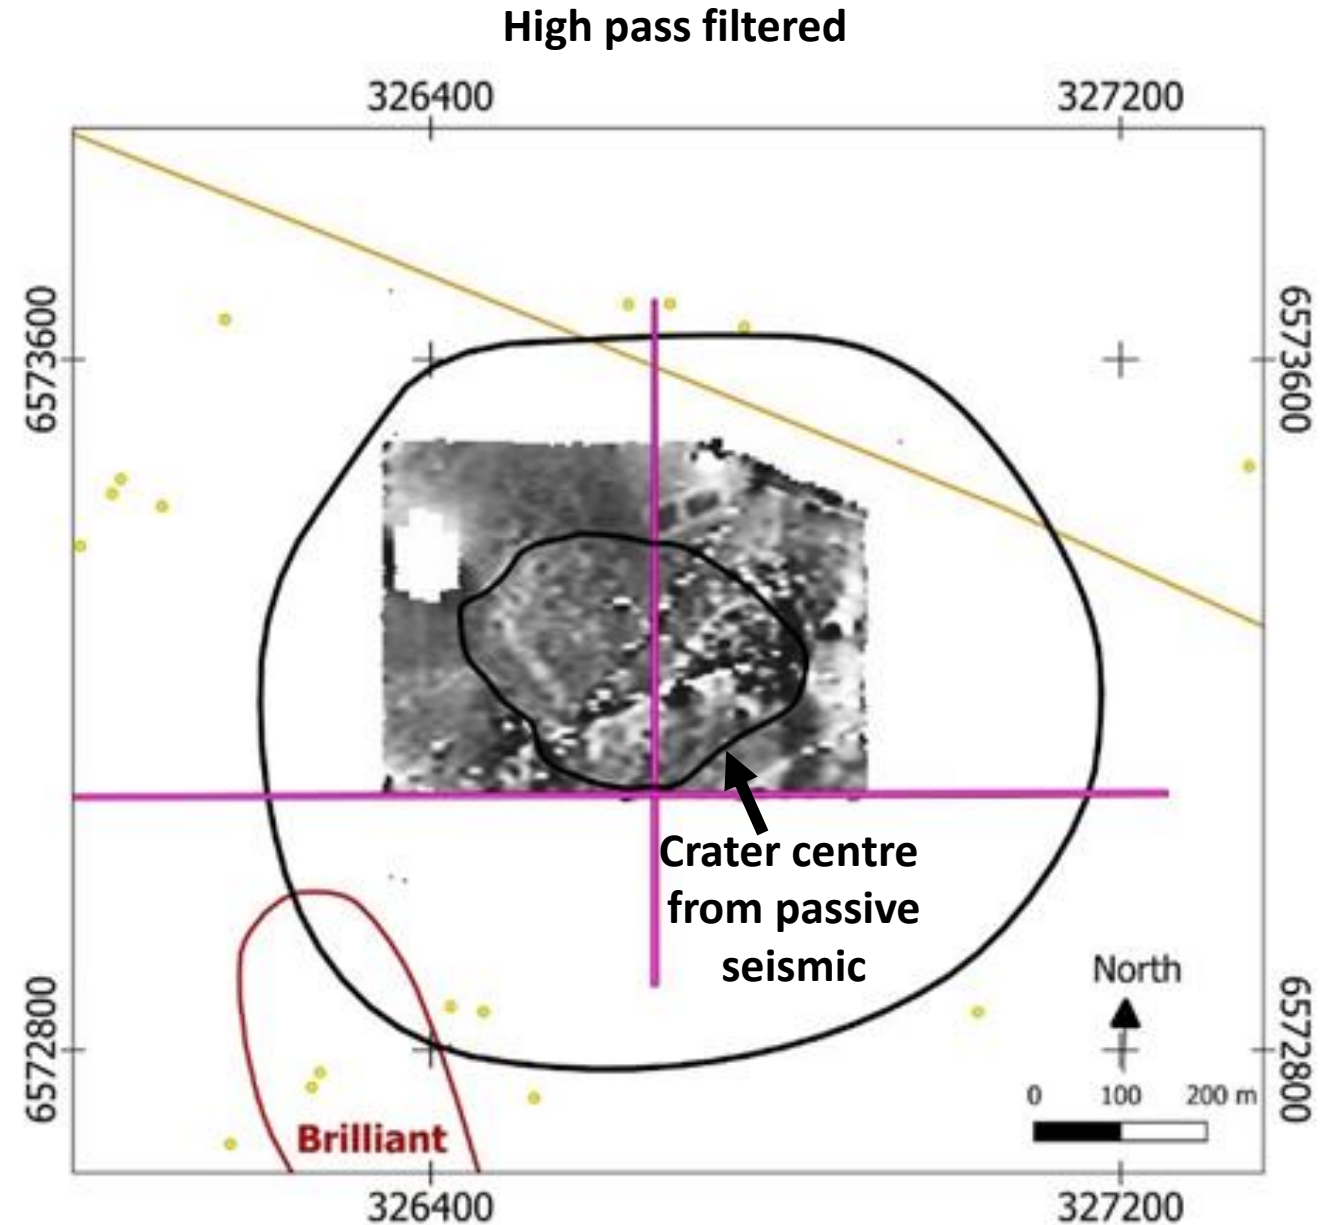 High pass filtered
326400
327200
6573600
6573600
Crater centre
from passive
seismic
North
6572800
6572800
0 100 200 m
Brilliant
326400
327200